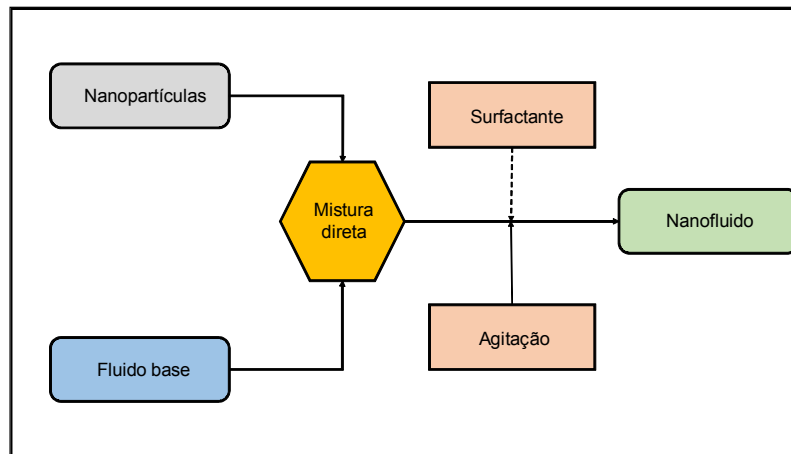 Nanopartículas
Surfactante
Mistura
direta
Nanofluido
Fluido base
Agitação